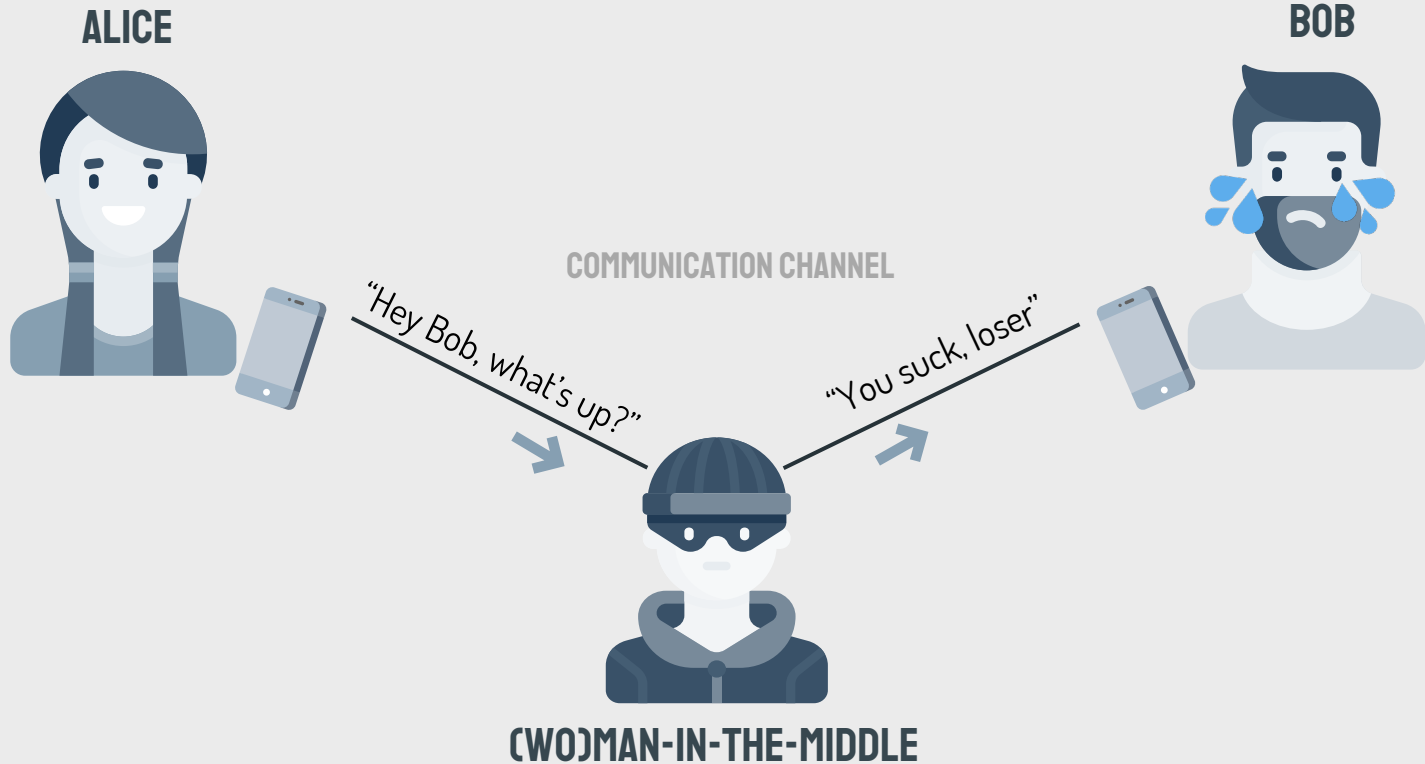 ALICE
BOB
COMMUNICATION CHANNEL
“Hey Bob, what’s up?”
“You suck, loser”
(WO)MAN-IN-THE-MIDDLE